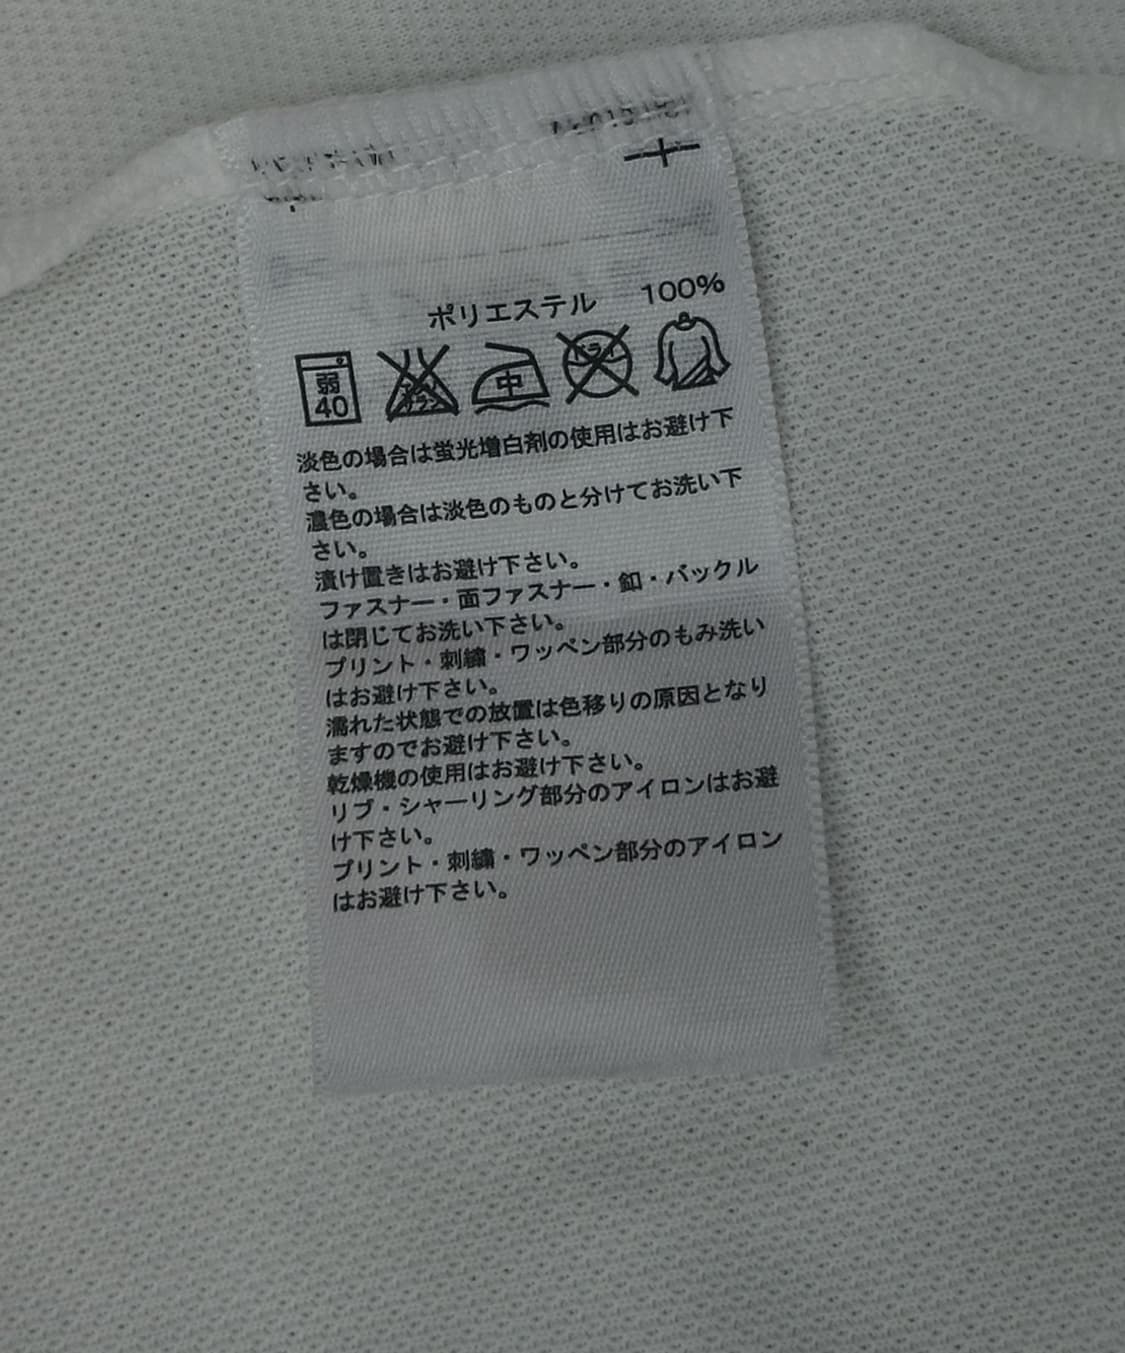 ポリエステル 100%
弱
40
中
ドライ
淡色の場合は蛍光増白剤の使用はお避け下
さい。
濃色の場合は淡色のものと分けてお洗い下
さい。
漬け置きはお避け下さい。
ファスナー・面ファスナー・釦・バックル
は閉じてお洗い下さい。
プリント・刺繍・ワッペン部分のもみ洗い
はお避け下さい。
濡れた状態での放置は色移りの原因となり
ますのでお避け下さい。
乾燥機の使用はお避け下さい。
リブ・シャーリング部分のアイロンはお避
け下さい。
プリント・刺繍・ワッペン部分のアイロン
はお避け下さい。